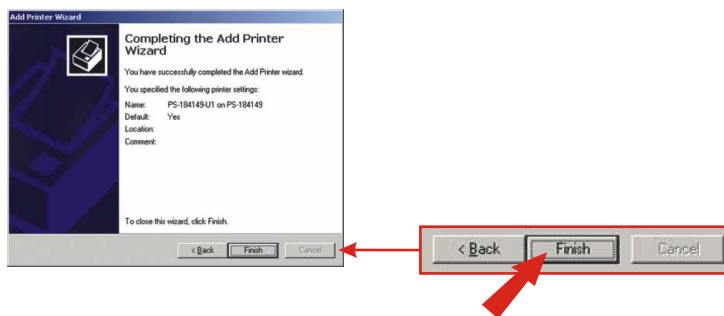 Add Printer Wizard
Completing the Add Printer
Wizard
You have successfully completed the Add Printer wizard.
You specified the following printer settings:
Name: PS-184149-U1 on PS-184149
Default: Yes
Location:
Comment:
To close this wizard, click Finish.
< Back Finish Cancel
< Back Finish Cancel